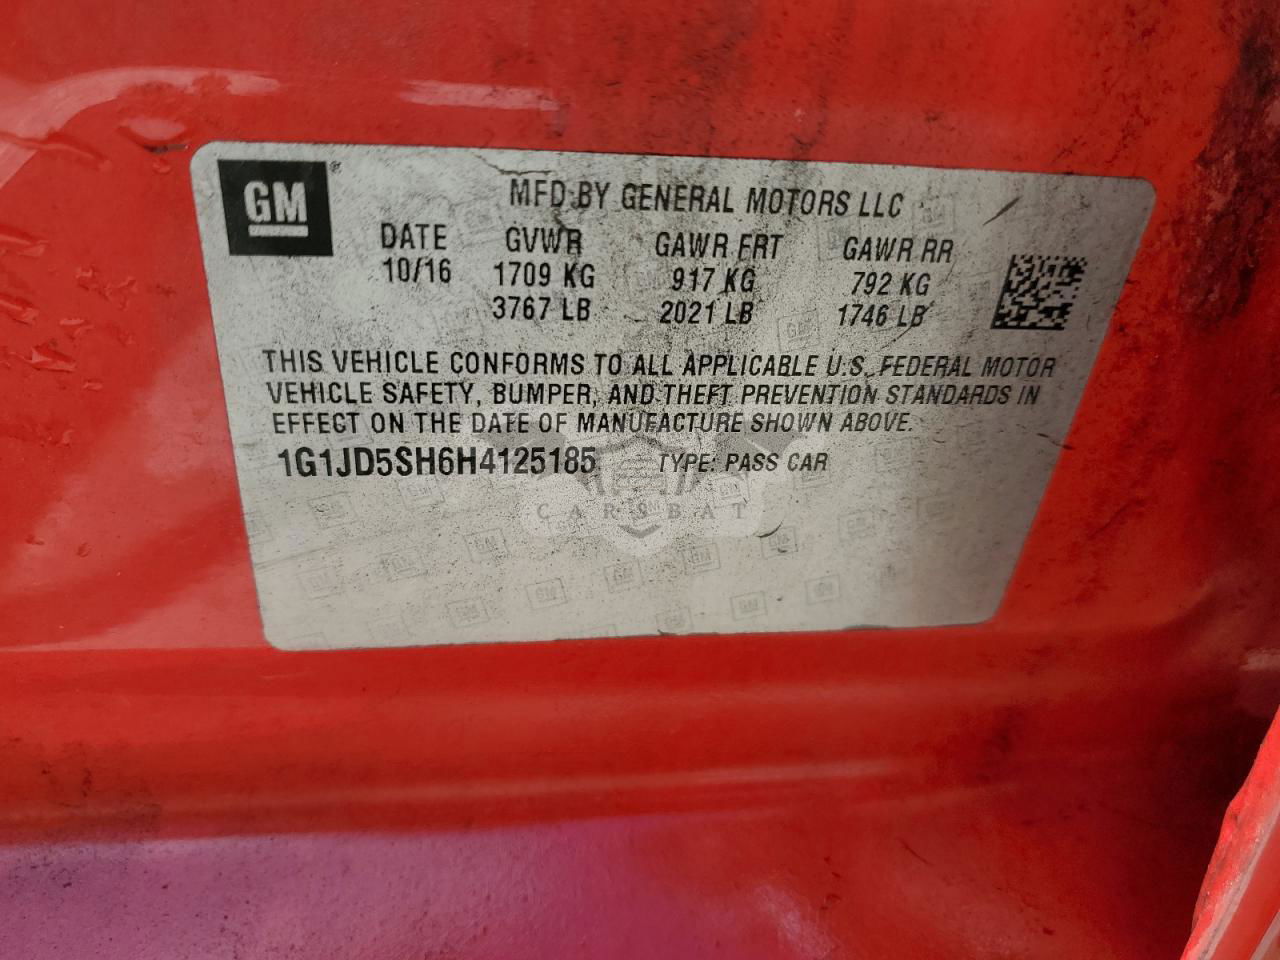 GM ®
MFD BY GENERAL MOTORS LLC
DATE GVWR GAWR FRT GAWR RR
10/16 1709 KG 917 KG 792 KG
3767 LB 2021 LB 1746 LB
THIS VEHICLE CONFORMS TO ALL APPLICABLE U.S. FEDERAL MOTOR
VEHICLE SAFETY, BUMPER, AND THEFT PREVENTION STANDARDS IN
EFFECT ON THE DATE OF MANUFACTURE SHOWN ABOVE.
1G1JD5SH6H4125185 TYPE: PASS CAR
CARSBAT